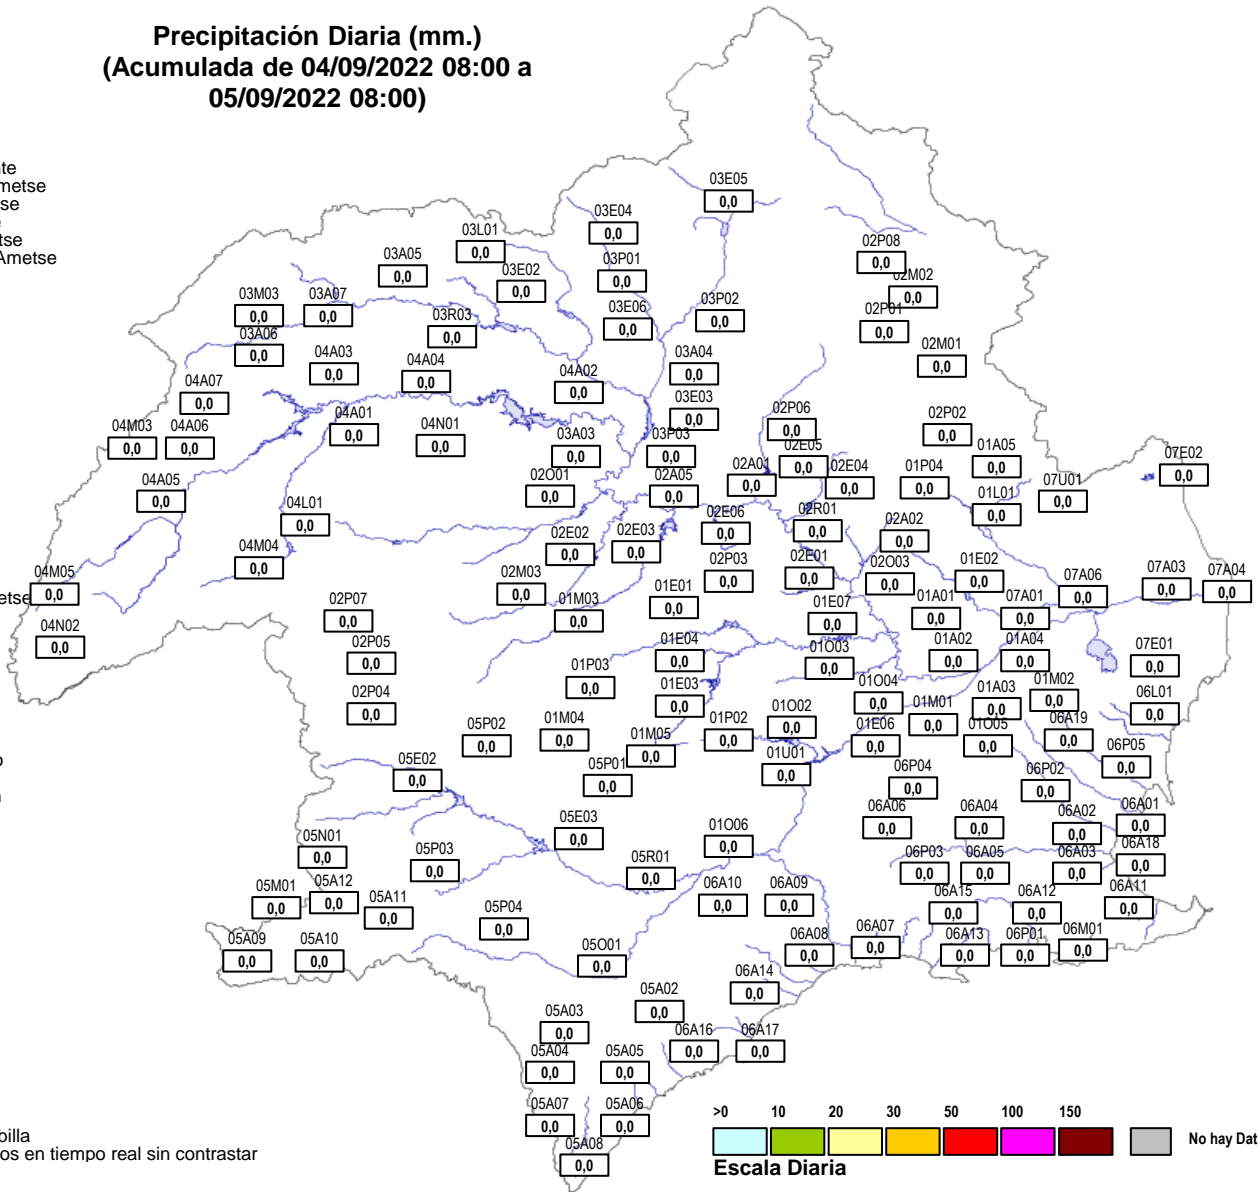 Precipitación Diaria (mm.)
(Acumulada de 04/09/2022 08:00 a
05/09/2022 08:00)
nte
metse
se
e
tse
Ametse
03E05
0,0
03E04
0,0
03L01
0,0
03A05
0,0
03P01
0,0
02P08
0,0
03E02
0,0
02M02
0,0
03M03
0,0
03A07
0,0
03P02
0,0
03E06
0,0
02P01
0,0
03R03
0,0
03A06
0,0
04A03
0,0
04A04
0,0
03A04
0,0
02M01
0,0
04A02
0,0
04A07
0,0
03E03
0,0
04A01
0,0
02P06
0,0
02P02
0,0
04M03
0,0
04A06
0,0
04N01
0,0
03A03
0,0
03P03
0,0
02E05
0,0
01A05
0,0
07E02
0,0
02A01
0,0
02E04
0,0
01P04
0,0
02O01
0,0
02A05
0,0
04A05
0,0
07U01
0,0
01L01
0,0
04L01
0,0
02E06
0,0
02R01
0,0
02A02
0,0
02E02
0,0
02E03
0,0
04M04
0,0
02P03
0,0
02E01
0,0
02O03
0,0
01E02
0,0
04M05
0,0
etse
02M03
0,0
07A06
0,0
07A03
0,0
07A04
0,0
01E01
0,0
02P07
0,0
01M03
0,0
01E07
0,0
01A01
0,0
07A01
0,0
04N02
0,0
02P05
0,0
01E04
0,0
01O03
0,0
01A02
0,0
01A04
0,0
07E01
0,0
01P03
0,0
02P04
0,0
01E03
0,0
01O04
0,0
01A03
0,0
01M02
0,0
06L01
0,0
05P02
0,0
01M04
0,0
01P02
0,0
01O02
0,0
01M01
0,0
01E06
0,0
01O05
0,0
06A19
0,0
01M05
0,0
06P05
0,0
o
05E02
0,0
05P01
0,0
01U01
0,0
06P04
0,0
06P02
0,0
05E03
0,0
06A06
0,0
06A04
0,0
06A02
0,0
06A01
0,0
01O06
0,0
05N01
0,0
05P03
0,0
05R01
0,0
06P03
0,0
06A05
0,0
06A03
0,0
06A18
0,0
05M01
0,0
05A12
0,0
05A11
0,0
06A10
0,0
06A09
0,0
06A15
0,0
06A12
0,0
06A11
0,0
05P04
0,0
05A09
0,0
05A10
0,0
05O01
0,0
06A08
0,0
06A07
0,0
06A13
0,0
06P01
0,0
06M01
0,0
06A14
0,0
05A02
0,0
05A03
0,0
06A16
0,0
06A17
0,0
05A04
0,0
05A05
0,0
05A07
0,0
05A06
0,0
05A08
0,0
billa
os en tiempo real sin contrastar
>0 10 20 30 50 100 150
No hay Dat
Escala Diaria